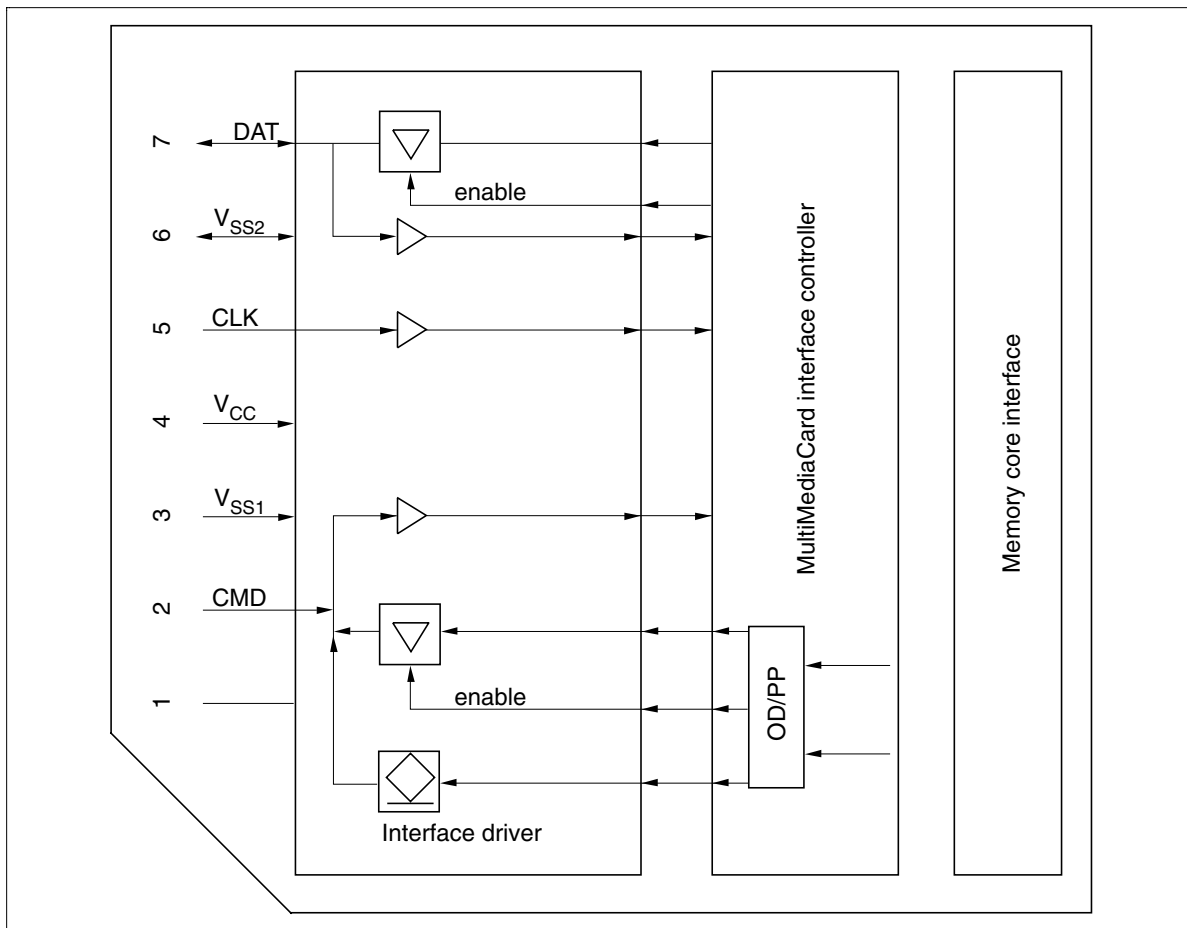 7 DAT
enable
6 VSS2
5 CLK
4 VCC
3 VSS1
2 CMD
1
enable
OD/PP
Interface driver
MultiMediaCard interface controller
Memory core interface